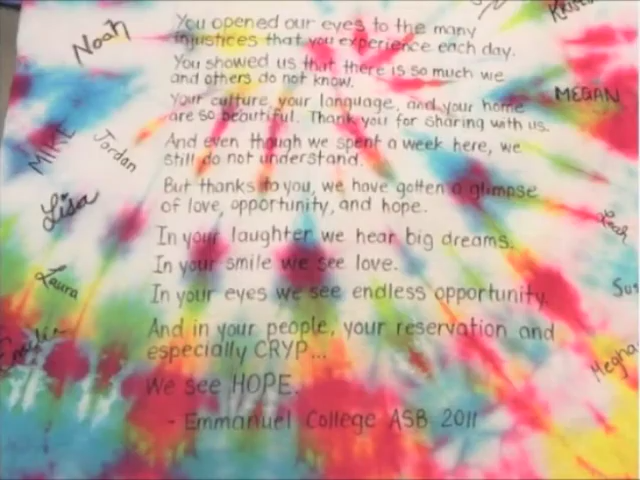 Kris
Noah
You opened our eyes to the many
injustices that you experience each day.
You showed us that there is so much we
and others do not know.
MEGAN
Your culture, your language, and your home
are so beautiful. Thank you for sharing with us.
MIKE
Jordan
And even though we spent a week here, we
still do not understand.
But thanks to you, we have gotten a glimpse
of love, opportunity, and hope.
Lisa
Leah
In your laughter we hear big dreams.
In your smile we see love.
Laura
In your eyes we see endless opportunity.
Sus
And in your people, your reservation and
especially CRYP...
Emilie
Megha
We see HOPE.
- Emmanuel College ASB 2011